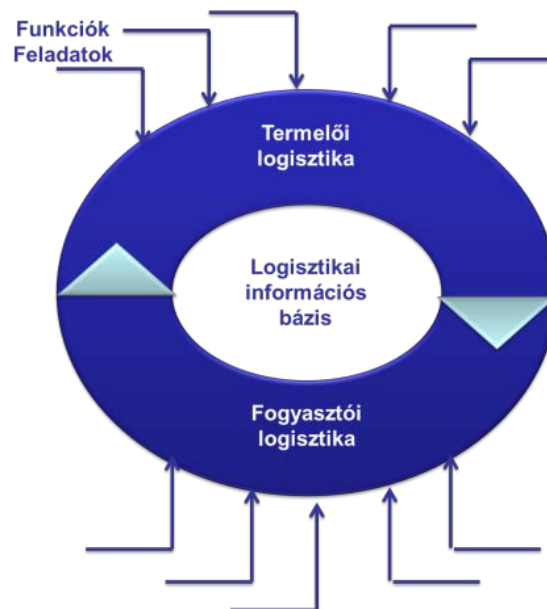 Funkciók
Feladatok
Termelői
logisztika
Logisztikai
információs
bázis
Fogyasztói
logisztika